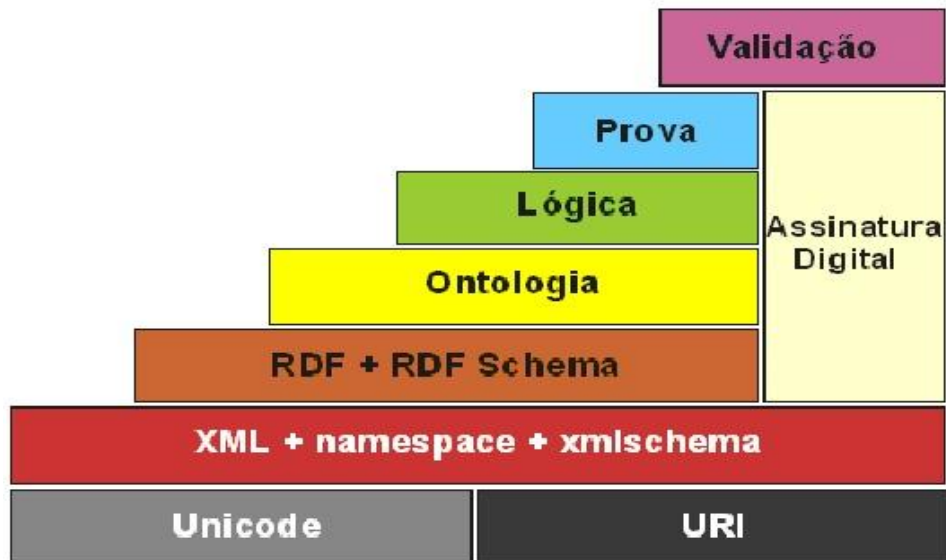 Validação
Prova
Lógica
Assinatura
Digital
Ontologia
RDF + RDF Schema
XML + namespace + xmlschema
Unicode
URI